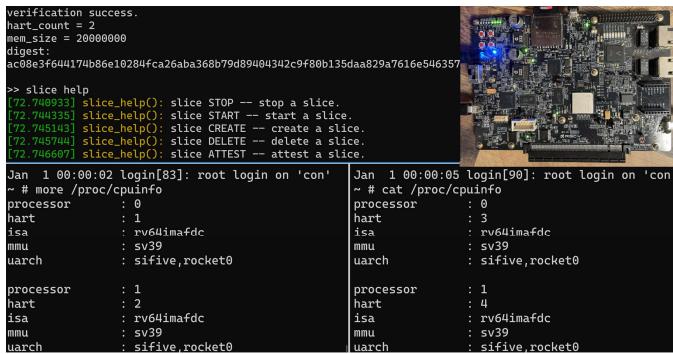 verification success.
hart_count = 2
mem_size = 20000000
digest:
ac08e3f644174b86e10284fca26aba368b79d89404342c9f80b135daa829a7616e546357
>> slice help
[72.740933] slice_help(): slice STOP -- stop a slice.
[72.744335] slice_help(): slice START -- start a slice.
[72.745143] slice_help(): slice CREATE -- create a slice.
[72.745744] slice_help(): slice DELETE -- delete a slice.
[72.746607] slice_help(): slice ATTEST -- attest a slice.
Jan 1 00:00:02 login[83]: root login on 'con'
~ # more /proc/cpuinfo
processor : 0
hart : 1
isa : rv64imafdc
mmu : sv39
uarch : sifive,rocket0
processor : 1
hart : 2
isa : rv64imafdc
mmu : sv39
uarch : sifive,rocket0
Jan 1 00:00:05 login[90]: root login on 'con
~ # cat /proc/cpuinfo
processor : 0
hart : 3
isa : rv64imafdc
mmu : sv39
uarch : sifive,rocket0
processor : 1
hart : 4
isa : rv64imafdc
mmu : sv39
uarch : sifive,rocket0